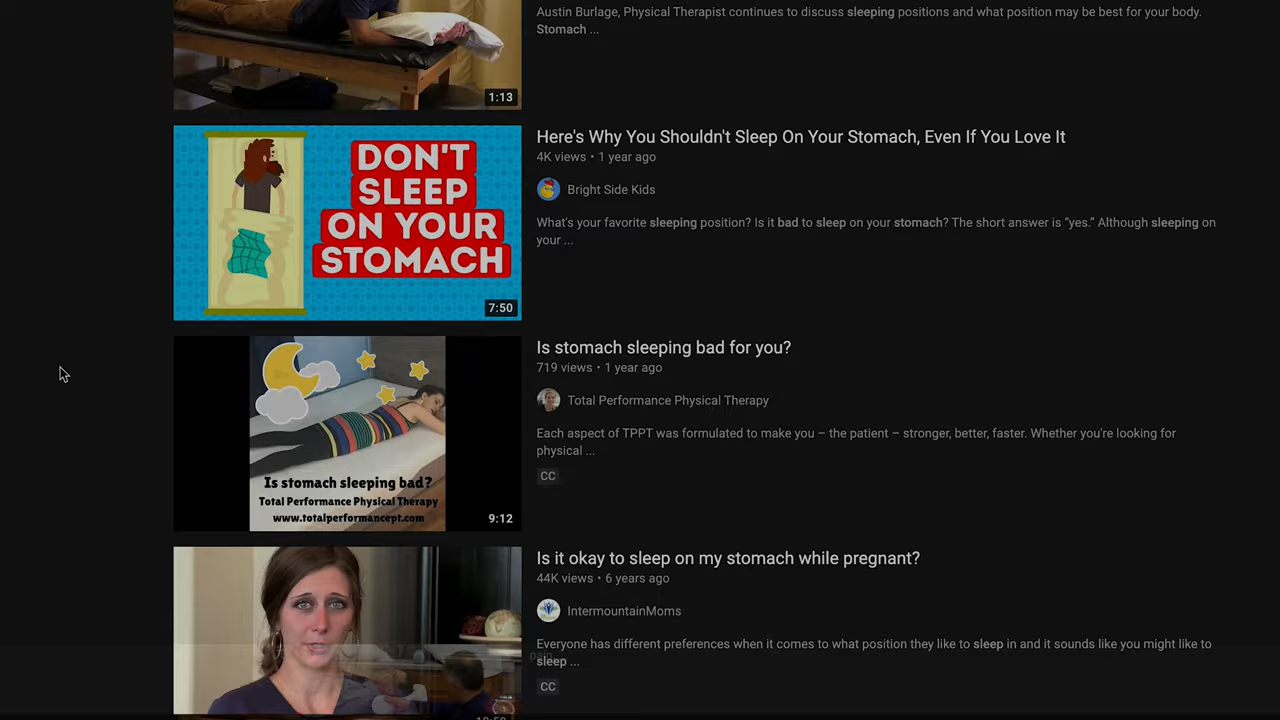 Austin Burlage, Physical Therapist continues to discuss sleeping positions and what position may be best for your body.
Stomach ...
1:13
DON'T
SLEEP
ON YOUR
STOMACH
7:50
Here's Why You Shouldn't Sleep On Your Stomach, Even If You Love It
4K views • 1 year ago
Bright Side Kids
What's your favorite sleeping position? Is it bad to sleep on your stomach? The short answer is “yes.” Although sleeping on
your ...
Is stomach sleeping bad?
Total Performance Physical Therapy
www.totalperformancept.com
9:12
Is stomach sleeping bad for you?
719 views • 1 year ago
Total Performance Physical Therapy
Each aspect of TPPT was formulated to make you – the patient – stronger, better, faster. Whether you're looking for
physical ...
CC
Is it okay to sleep on my stomach while pregnant?
44K views • 6 years ago
IntermountainMoms
Everyone has different preferences when it comes to what position they like to sleep in and it sounds like you might like to
sleep ...
CC